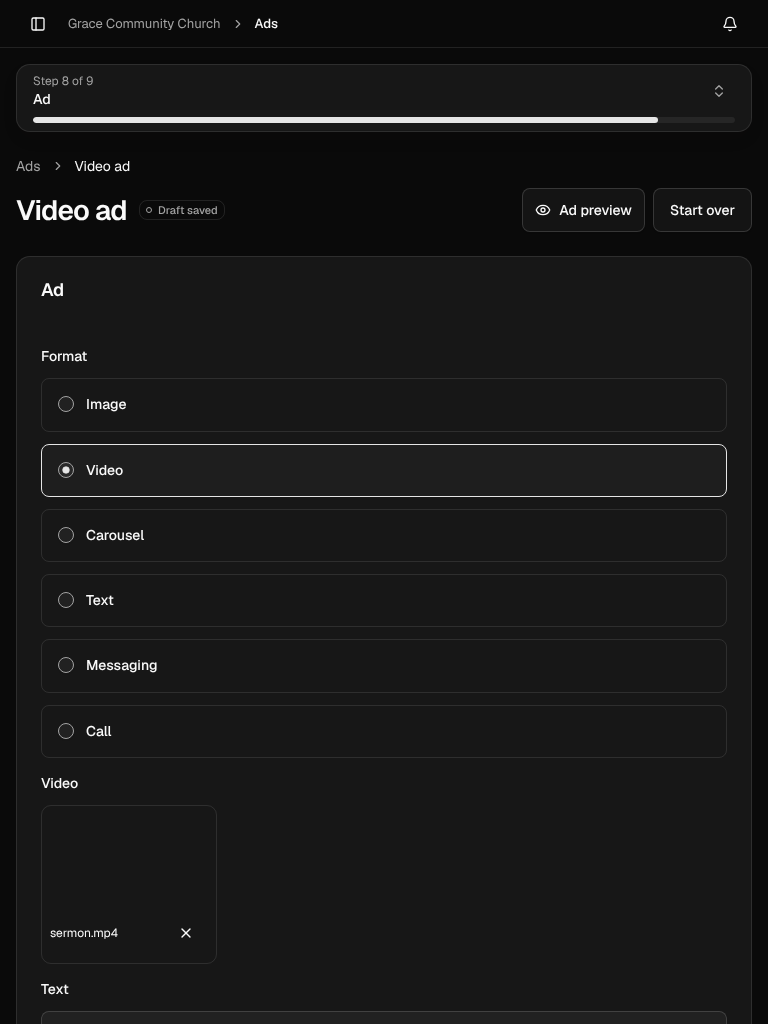 Grace Community Church > Ads
Step 8 of 9
Ad
Ads > Video ad
Video ad
Draft saved
Ad preview
Start over
Ad
Format
Image
Video
Carousel
Text
Messaging
Call
Video
sermon.mp4
Text